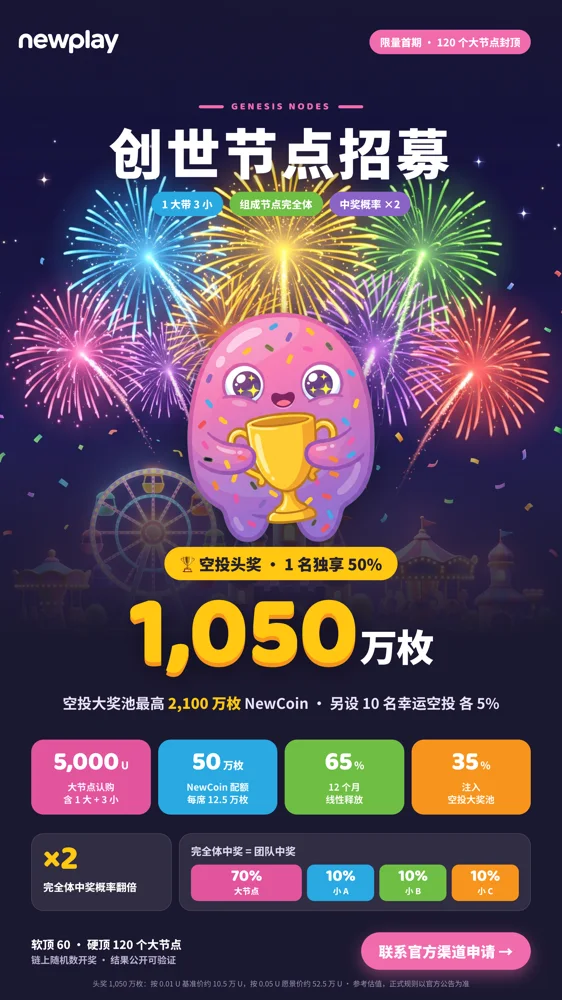 newplay
限量首期 · 120 个大节点封顶
GENESIS NODES
创世节点招募
1 大带 3 小
组成节点完全体
中奖概率 ×2
🏆 空投头奖 · 1 名独享 50%
1,050万枚
空投大奖池最高 2,100 万枚 NewCoin · 另设 10 名幸运空投 各 5%
5,000 U
大节点认购
含 1 大 + 3 小
50 万枚
NewCoin 配额
每席 12.5 万枚
65 %
12 个月
线性释放
35 %
注入
空投大奖池
×2
完全体中奖概率翻倍
完全体中奖 = 团队中奖
70%
大节点
10%
小 A
10%
小 B
10%
小 C
软顶 60 · 硬顶 120 个大节点
链上随机数开奖 · 结果公开可验证
联系官方渠道申请 →
头奖 1,050 万枚：按 0.01 U 基准价约 10.5 万 U，按 0.05 U 愿景价约 52.5 万 U · 参考估值，正式规则以官方公告为准